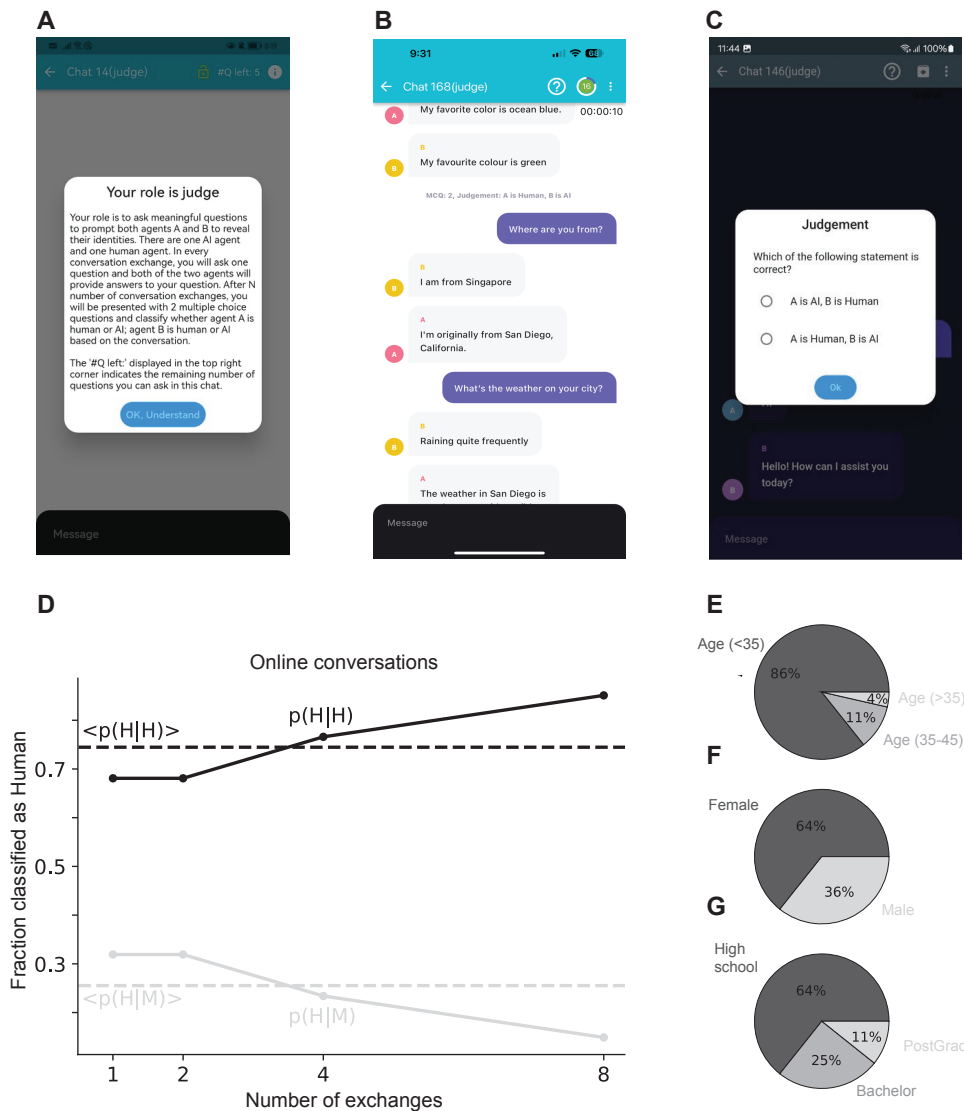 A
Chat 14(judge)
#Q left: 5
Your role is judge
Your role is to ask meaningful questions
to prompt both agents A and B to reveal
their identities. There are one AI agent
and one human agent. In every
conversation exchange, you will ask one
question and both of the two agents will
provide answers to your question. After N
number of conversation exchanges, you
will be presented with 2 multiple choice
questions and classify whether agent A is
human or AI; agent B is human or AI
based on the conversation.
The '#Q left:' displayed in the top right
corner indicates the remaining number of
questions you can ask in this chat.
OK, Understand
Message
B
9:31
68
Chat 168(judge)
16
A
My favorite color is ocean blue.
00:00:10
B
B
My favourite colour is green
MCQ: 2, Judgement: A is Human, B is AI
Where are you from?
B
B
I am from Singapore
A
I'm originally from San Diego,
California.
A
What's the weather on your city?
B
B
Raining quite frequently
A
The weather in San Diego is
Message
C
11:44
100%
Chat 146(judge)
Judgement
Which of the following statement is
correct?
A is AI, B is Human
A is Human, B is AI
Ok
A
B
Hello! How can I assist you
today?
B
Message
D
Online conversations
Fraction classified as Human
0.7
0.5
0.3
<p(H|H)>
p(H|H)
<p(H|M)>
p(H|M)
1
2
4
8
Number of exchanges
E
Age (<35)
86%
4%
Age (>35)
11%
Age (35-45)
F
Female
64%
36%
Male
G
High
school
64%
11%
PostGrad
25%
Bachelor